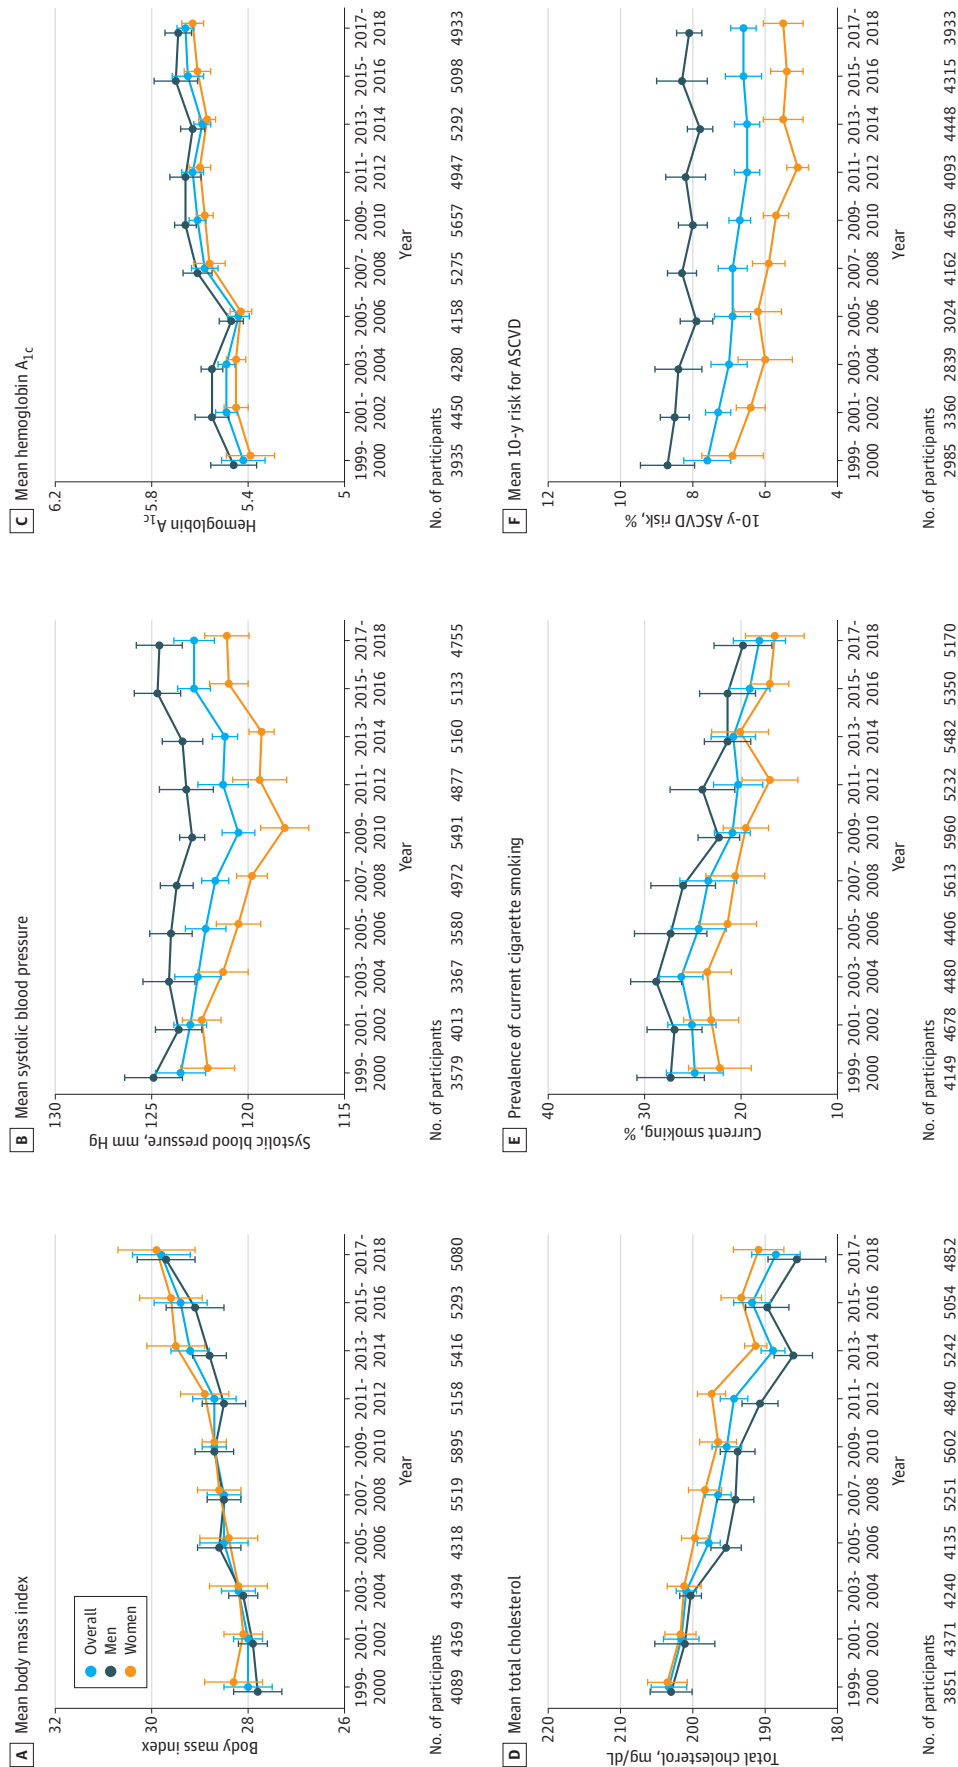 A Mean body mass index
32
30
28
26
Body mass index
Overall
Men
Women
1999-2000 2001-2002 2003-2004 2005-2006 2007-2008 2009-2010 2011-2012 2013-2014 2015-2016 2017-2018
Year
No. of participants
4089 4369 4394 4318 5519 5895 5158 5416 5293 5080
B Mean systolic blood pressure
130
125
120
115
Systolic blood pressure, mm Hg
1999-2000 2001-2002 2003-2004 2005-2006 2007-2008 2009-2010 2011-2012 2013-2014 2015-2016 2017-2018
Year
No. of participants
3579 4013 3367 3580 4972 5491 4877 5160 5133 4755
C Mean hemoglobin A1c
6.2
5.8
5.4
5
Hemoglobin A1c
1999-2000 2001-2002 2003-2004 2005-2006 2007-2008 2009-2010 2011-2012 2013-2014 2015-2016 2017-2018
Year
No. of participants
3935 4450 4280 4158 5275 5657 4947 5292 5098 4933
D Mean total cholesterol
220
210
200
190
180
Total cholesterol, mg/dL
1999-2000 2001-2002 2003-2004 2005-2006 2007-2008 2009-2010 2011-2012 2013-2014 2015-2016 2017-2018
Year
No. of participants
3851 4371 4240 4135 5251 5602 4840 5242 5054 4852
E Prevalence of current cigarette smoking
40
30
20
10
Current smoking, %
1999-2000 2001-2002 2003-2004 2005-2006 2007-2008 2009-2010 2011-2012 2013-2014 2015-2016 2017-2018
Year
No. of participants
4149 4678 4480 4406 5613 5960 5232 5482 5350 5170
F Mean 10-y risk for ASCVD
12
10
8
6
4
10-y ASCVD risk, %
1999-2000 2001-2002 2003-2004 2005-2006 2007-2008 2009-2010 2011-2012 2013-2014 2015-2016 2017-2018
Year
No. of participants
2985 3360 2839 3024 4162 4630 4093 4448 4315 3933